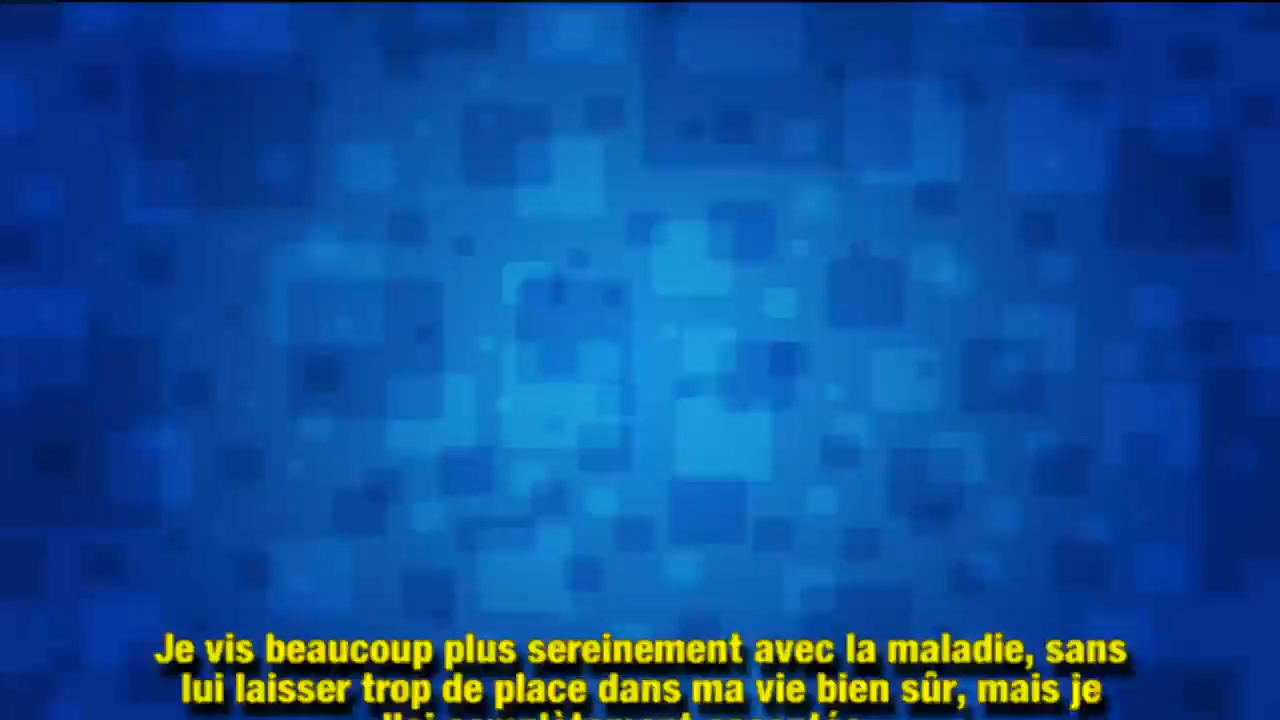 Je vis beaucoup plus sereinement avec la maladie, sans
lui laisser trop de place dans ma vie bien sûr, mais je